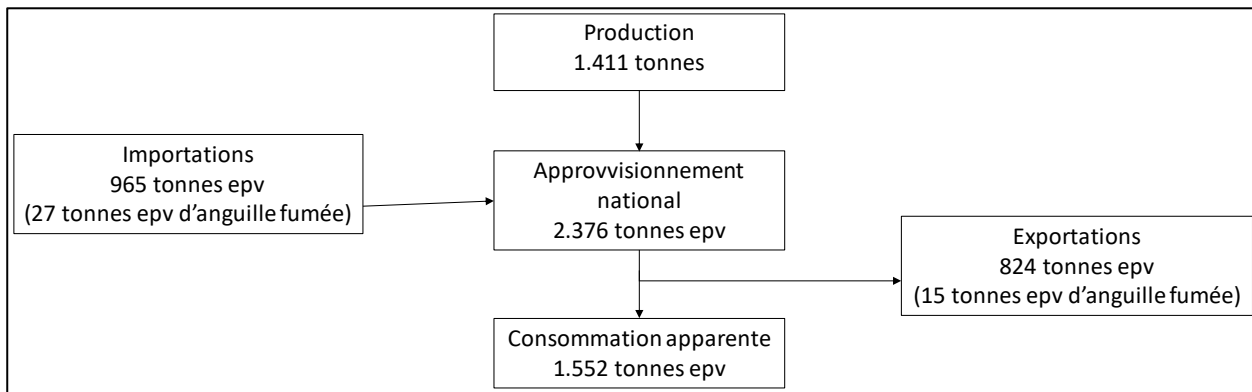 Production
1.411 tonnes
Importations
965 tonnes epv
(27 tonnes epv d'anguille fumée)
Approvvisionnement
national
2.376 tonnes epv
Exportations
824 tonnes epv
(15 tonnes epv d'anguille fumée)
Consommation apparente
1.552 tonnes epv